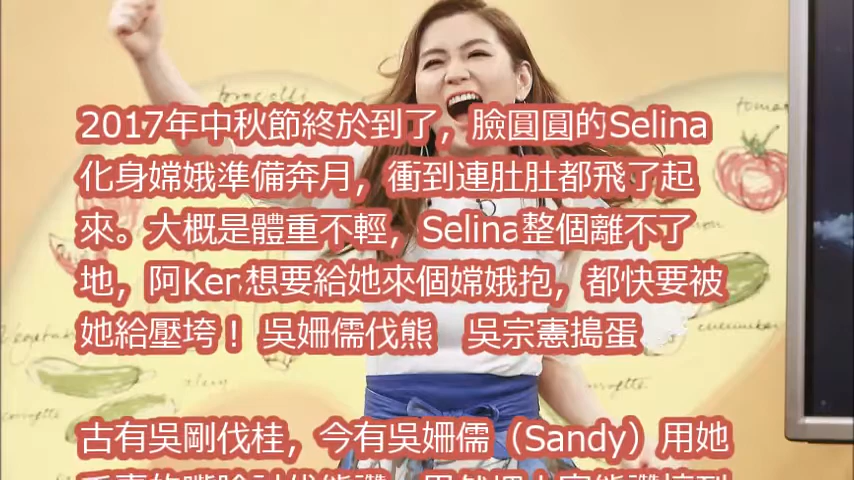 2017年中秋節終於到了，臉圓圓的Selina
化身嫦娥準備奔月，衝到連肚肚都飛了起
來。大概是體重不輕，Selina整個離不了
地，阿Ken想要給她來個嫦娥抱，都快要被
她給壓垮！ 吳姍儒伐熊　吳宗憲搗蛋
古有吳剛伐桂，今有吳姍儒（Sandy）用她
broccolli
tomato
Vegetable
cucumber
courgette